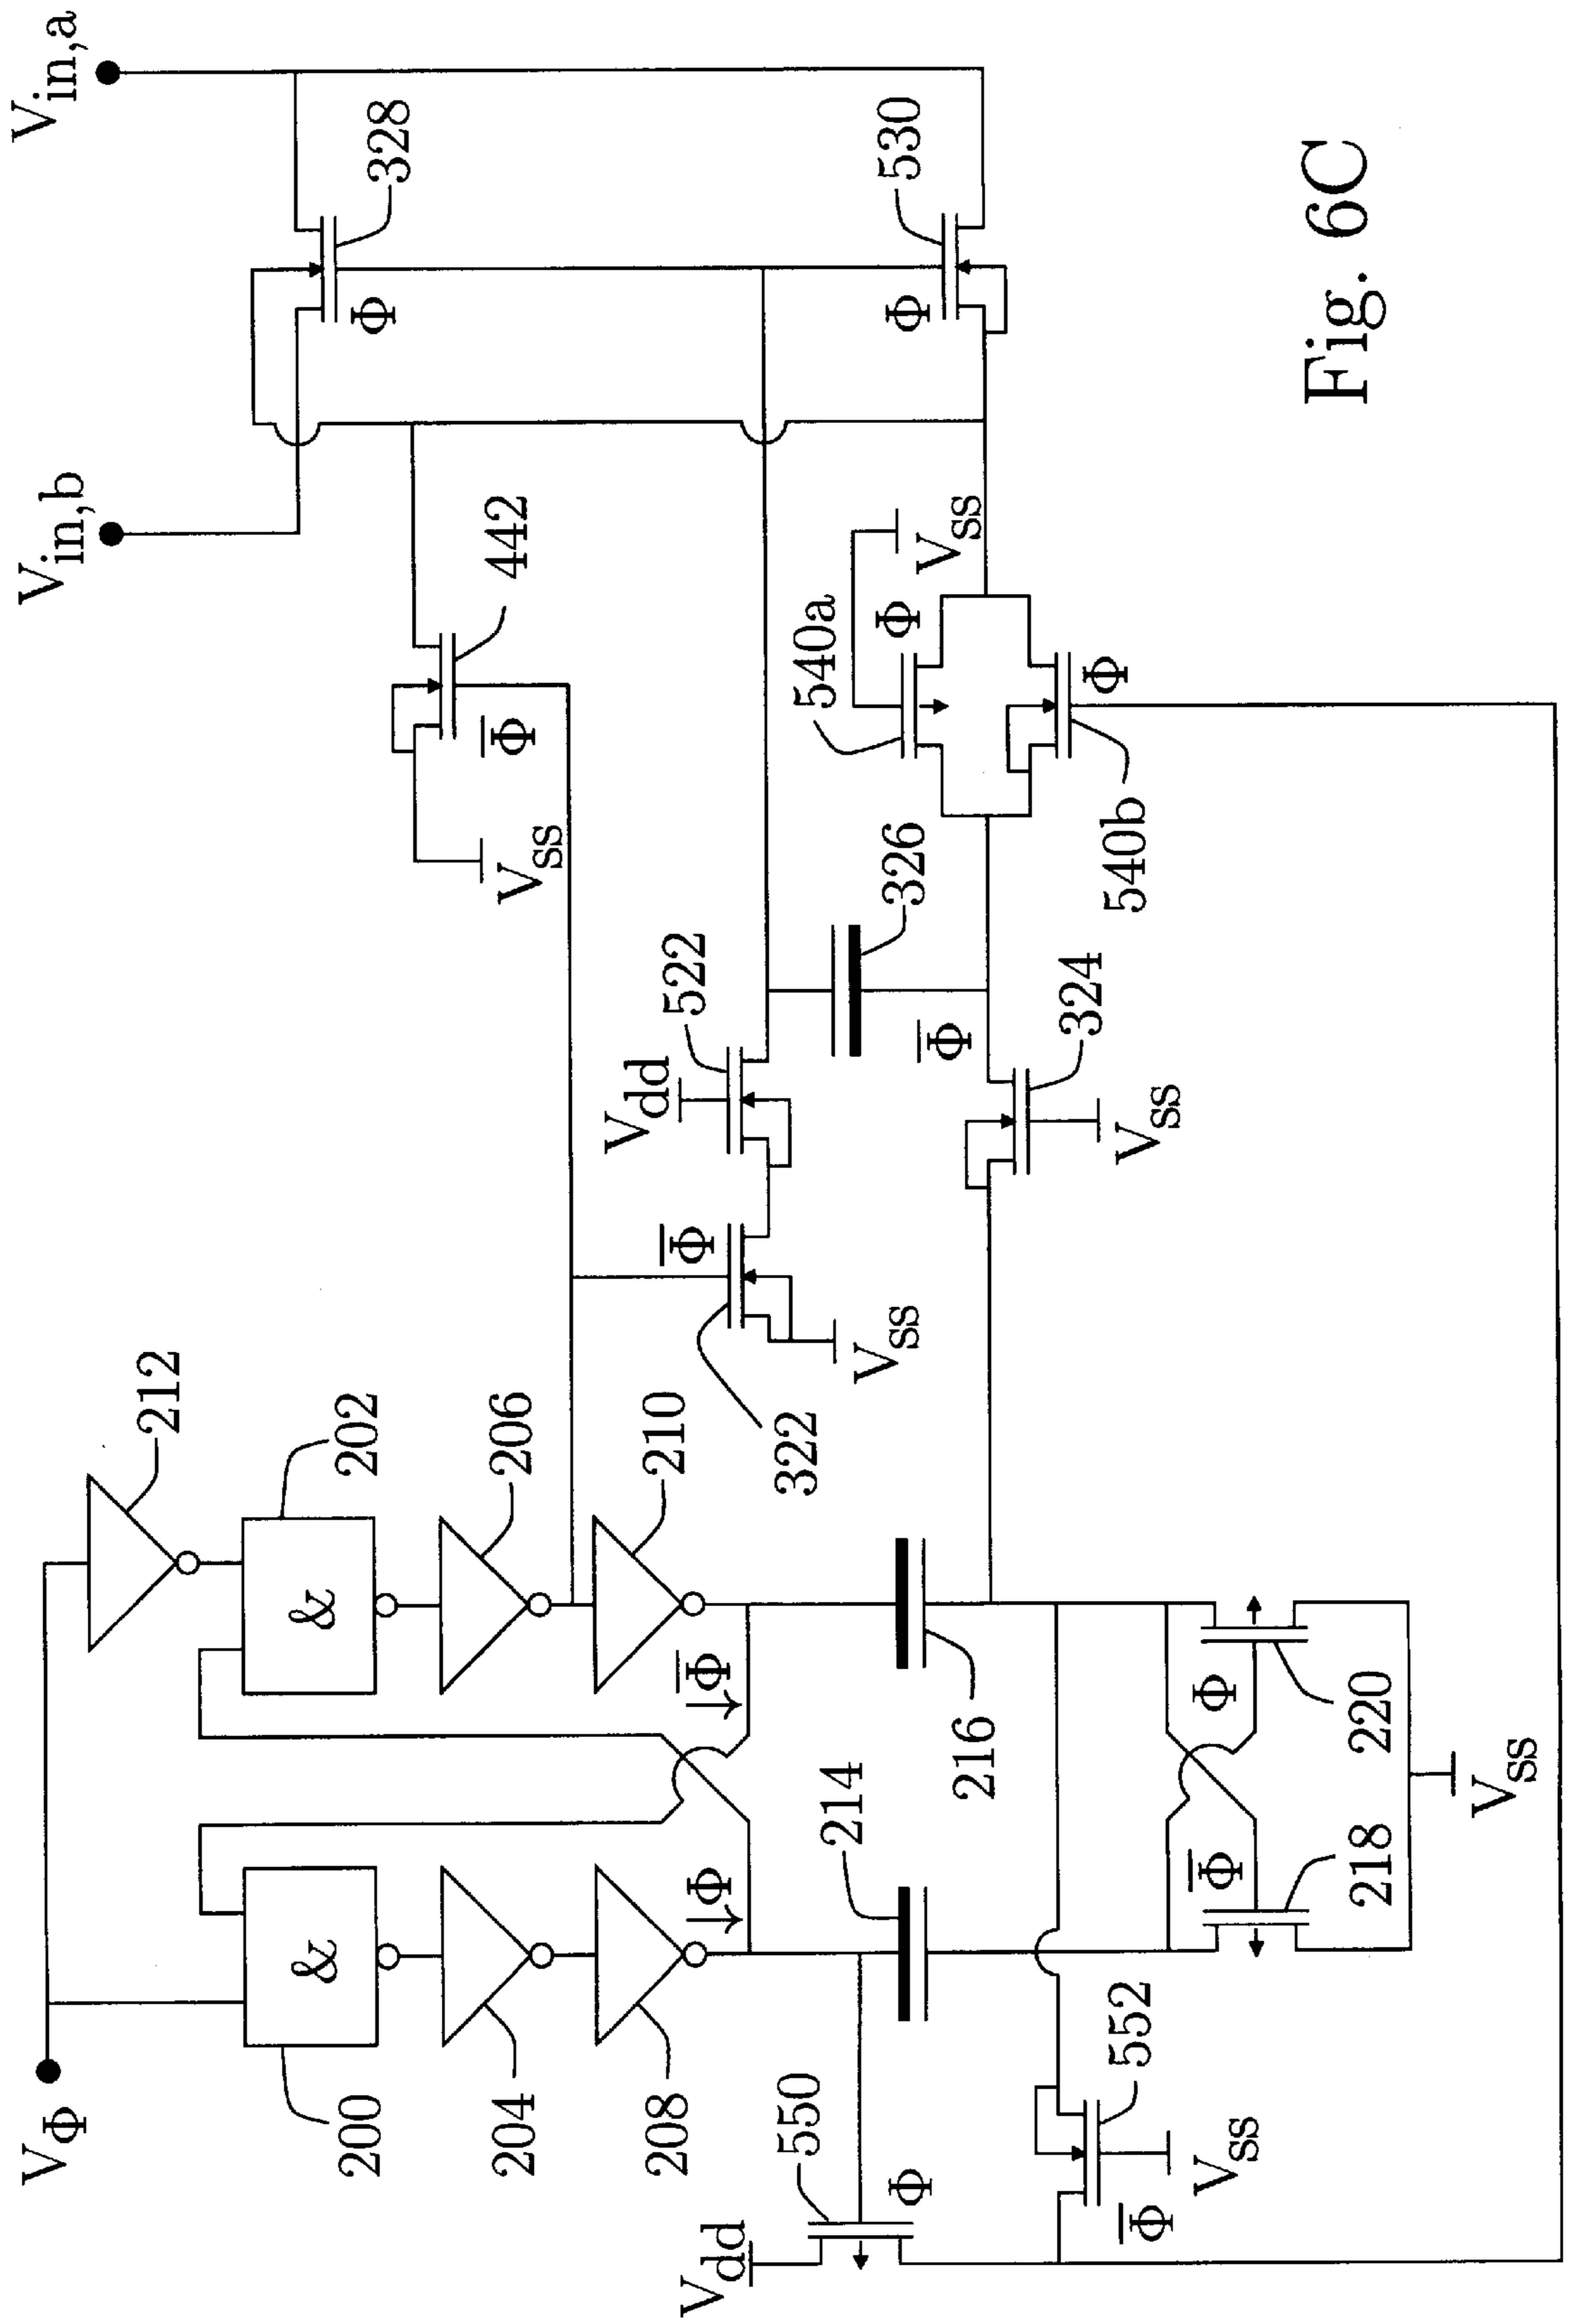 V_Φ
200
&
204
208
Φ
212
202
&
206
210
Φ̅
V_dd
550
Φ
214
216
552
Φ̅
V_ss
Φ̅
218
Φ
220
V_ss
322
Φ̅
V_ss
V_dd
522
326
Φ̅
324
V_ss
V_ss
442
Φ̅
540a
Φ
V_ss
540b
Φ
V_in,b
V_in,a
328
Φ
530
Φ
Fig. 6C